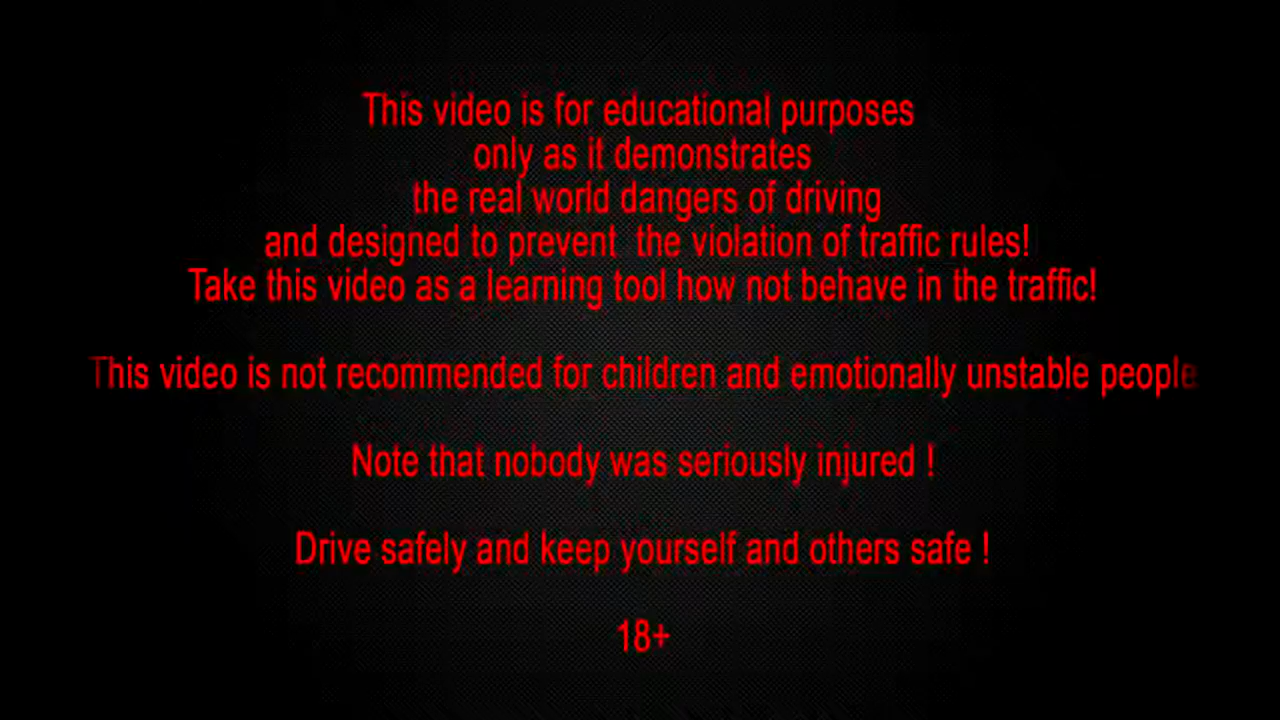 This video is for educational purposes
only as it demonstrates
the real world dangers of driving
and designed to prevent the violation of traffic rules!
Take this video as a learning tool how not behave in the traffic!
This video is not recommended for children and emotionally unstable people
Note that nobody was seriously injured !
Drive safely and keep yourself and others safe !
18+